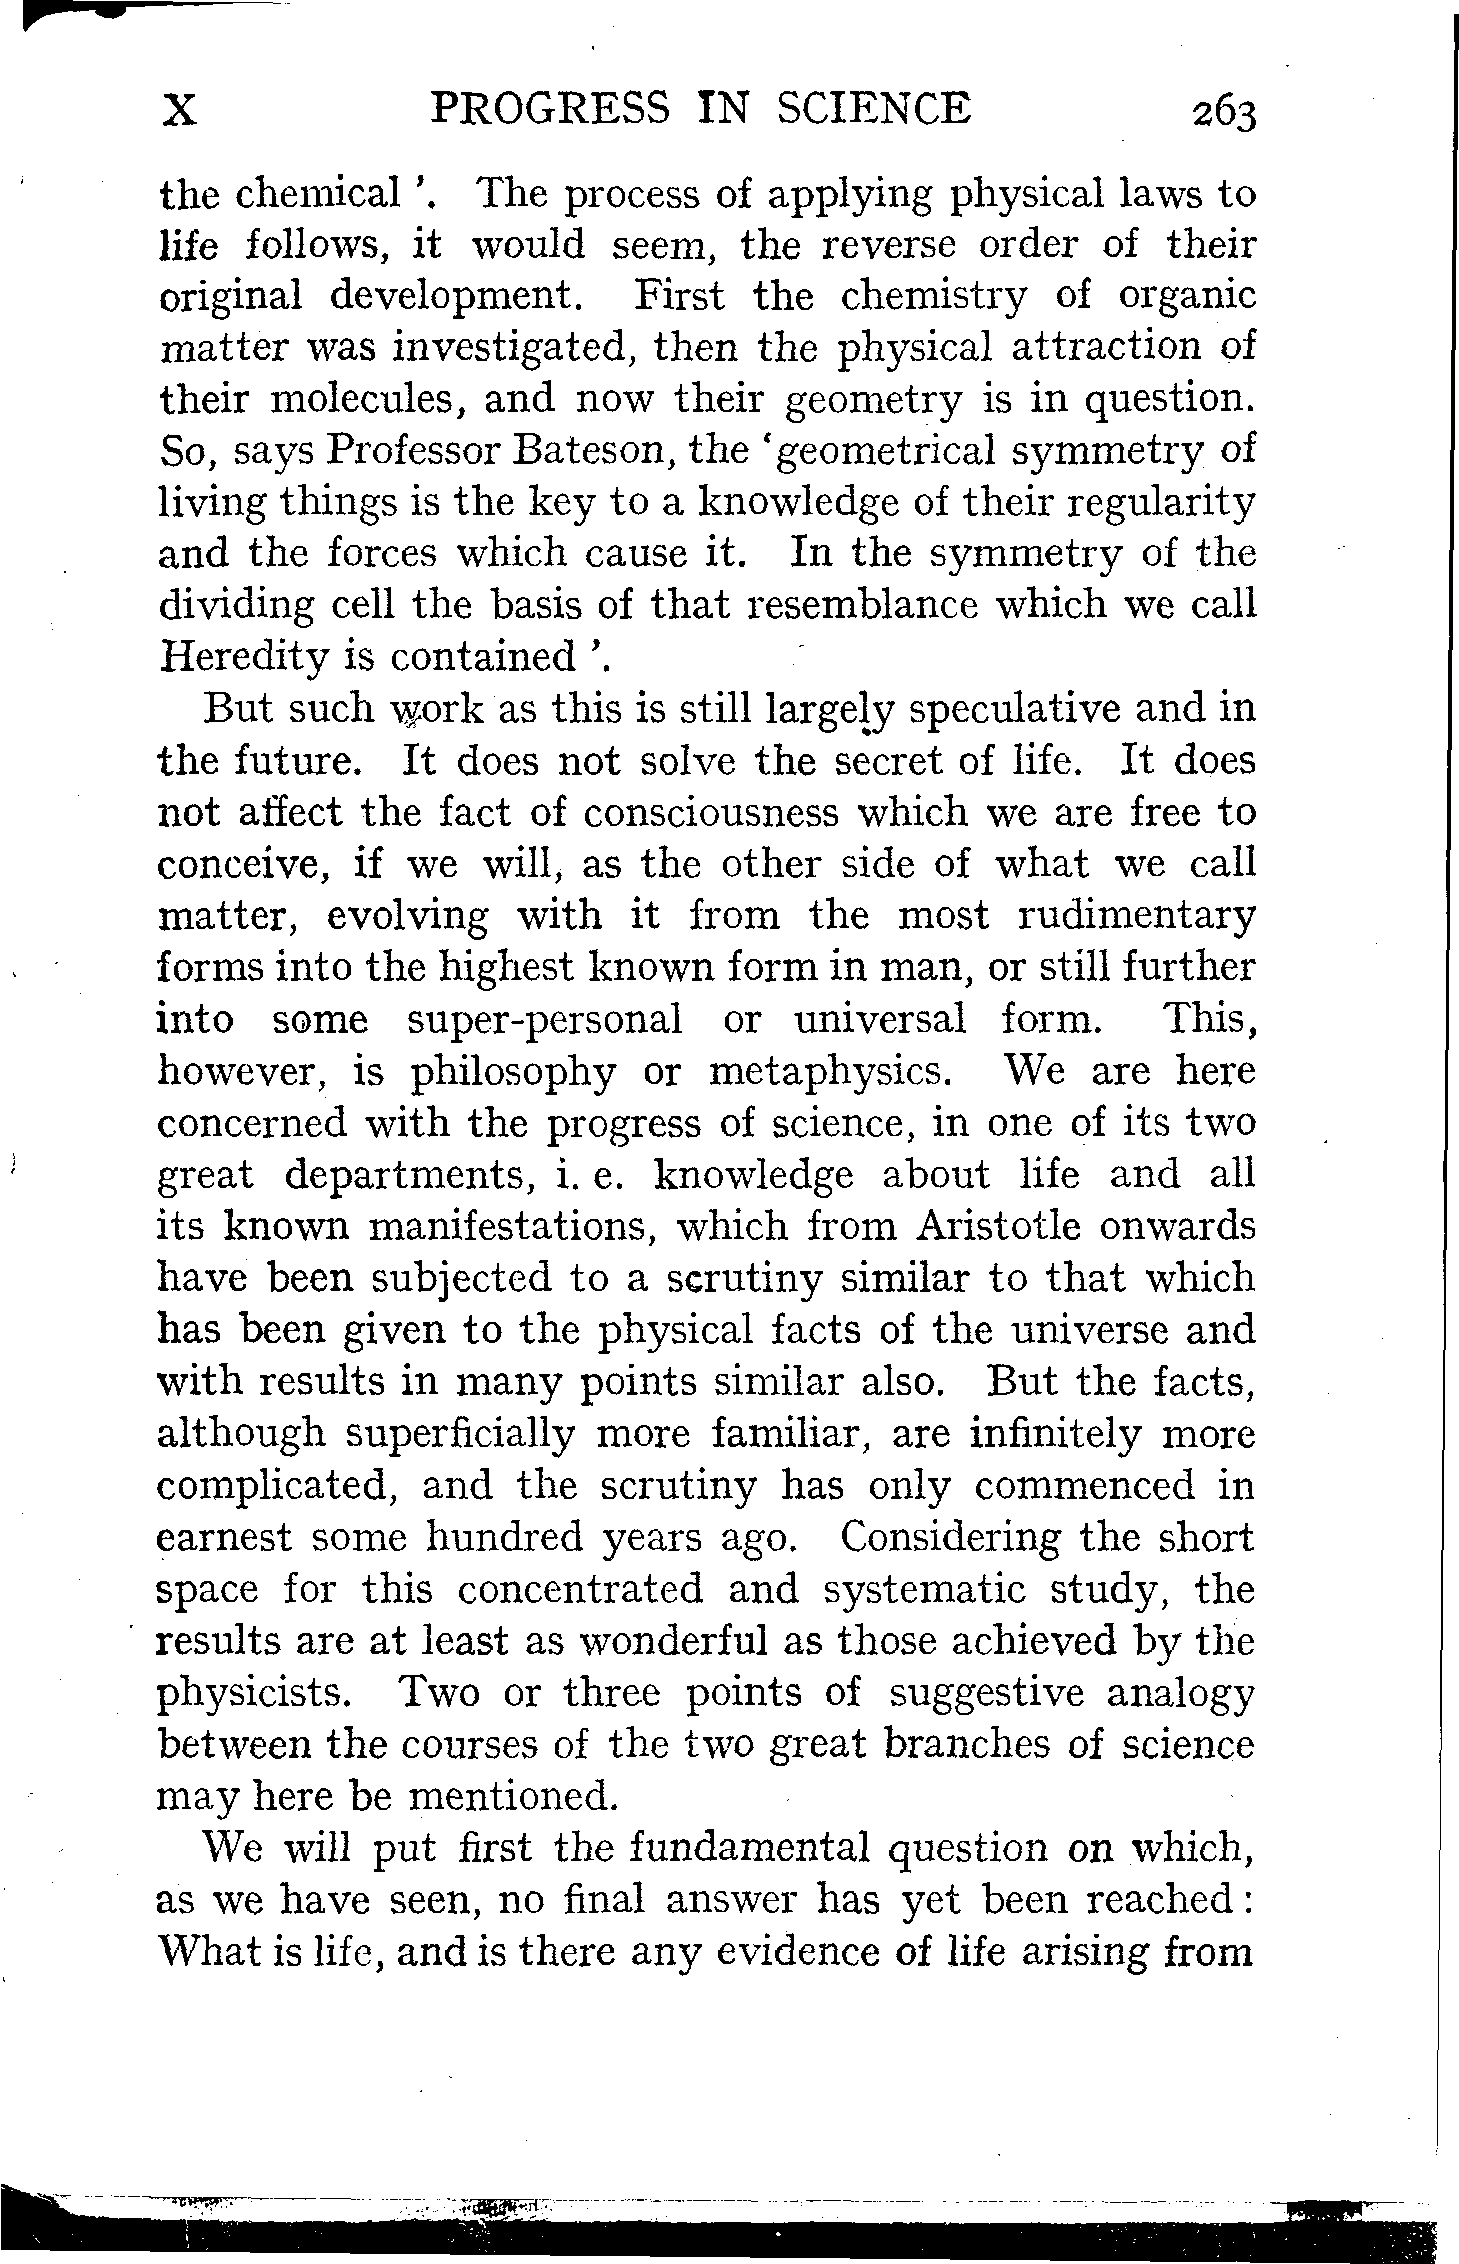 X PROGRESS IN SCIENCE 263
the chemical '. The process of applying physical laws to
life follows, it would seem, the reverse order of their
original development. First the chemistry of organic
matter was investigated, then the physical attraction of
their molecules, and now their geometry is in question.
So, says Professor Bateson, the 'geometrical symmetry of
living things is the key to a knowledge of their regularity
and the forces which cause it. In the symmetry of the
dividing cell the basis of that resemblance which we call
Heredity is contained '.
But such work as this is still largely speculative and in
the future. It does not solve the secret of life. It does
not affect the fact of consciousness which we are free to
conceive, if we will, as the other side of what we call
matter, evolving with it from the most rudimentary
forms into the highest known form in man, or still further
into some super-personal or universal form. This,
however, is philosophy or metaphysics. We are here
concerned with the progress of science, in one of its two
great departments, i. e. knowledge about life and all
its known manifestations, which from Aristotle onwards
have been subjected to a scrutiny similar to that which
has been given to the physical facts of the universe and
with results in many points similar also. But the facts,
although superficially more familiar, are infinitely more
complicated, and the scrutiny has only commenced in
earnest some hundred years ago. Considering the short
space for this concentrated and systematic study, the
results are at least as wonderful as those achieved by the
physicists. Two or three points of suggestive analogy
between the courses of the two great branches of science
may here be mentioned.
We will put first the fundamental question on which,
as we have seen, no final answer has yet been reached :
What is life, and is there any evidence of life arising from